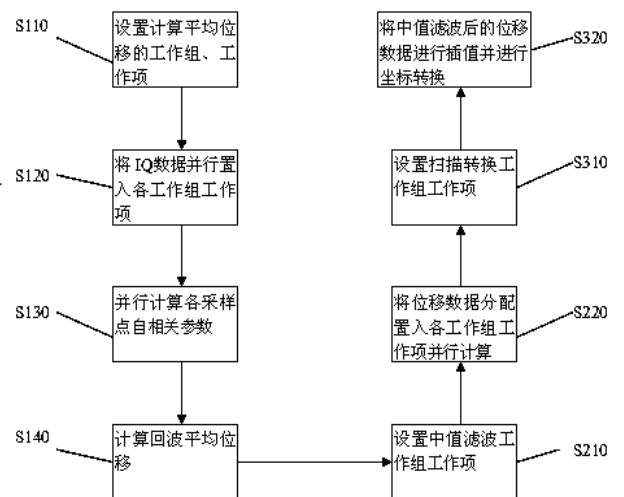 S110
设置计算平均位
移的工作组、工
作项
S120
将IQ数据并行置
入各工作组工作
项
S130
并行计算各采样
点自相关参数
S140
计算回波平均位
移
设置中值滤波工
作组工作项
S210
将位移数据分配
置入各工作组工
作项并行计算
S220
设置扫描转换工
作组工作项
S310
将中值滤波后的位移
数据进行插值并进行
坐标转换
S320